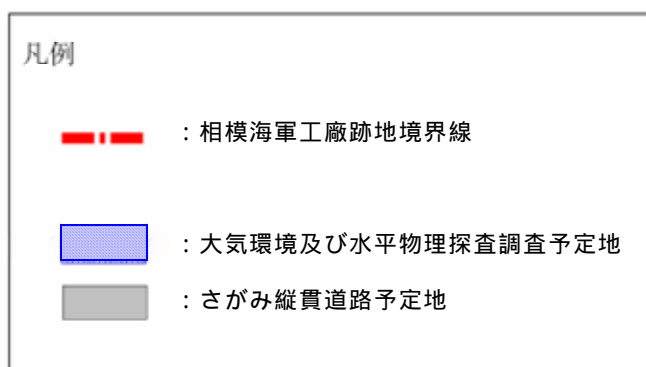 凡例
：相模海軍工廠跡地境界線
：大気環境及び水平物理探査調査予定地
：さがみ縦貫道路予定地